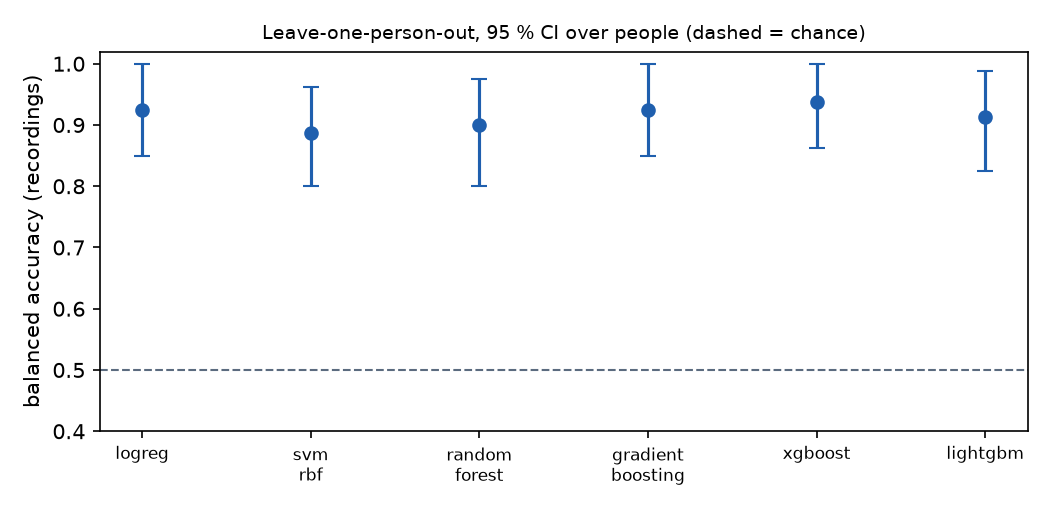 Leave-one-person-out, 95 % CI over people (dashed = chance)
balanced accuracy (recordings)
1.0
0.9
0.8
0.7
0.6
0.5
0.4
logreg
svm
rbf
random
forest
gradient
boosting
xgboost
lightgbm